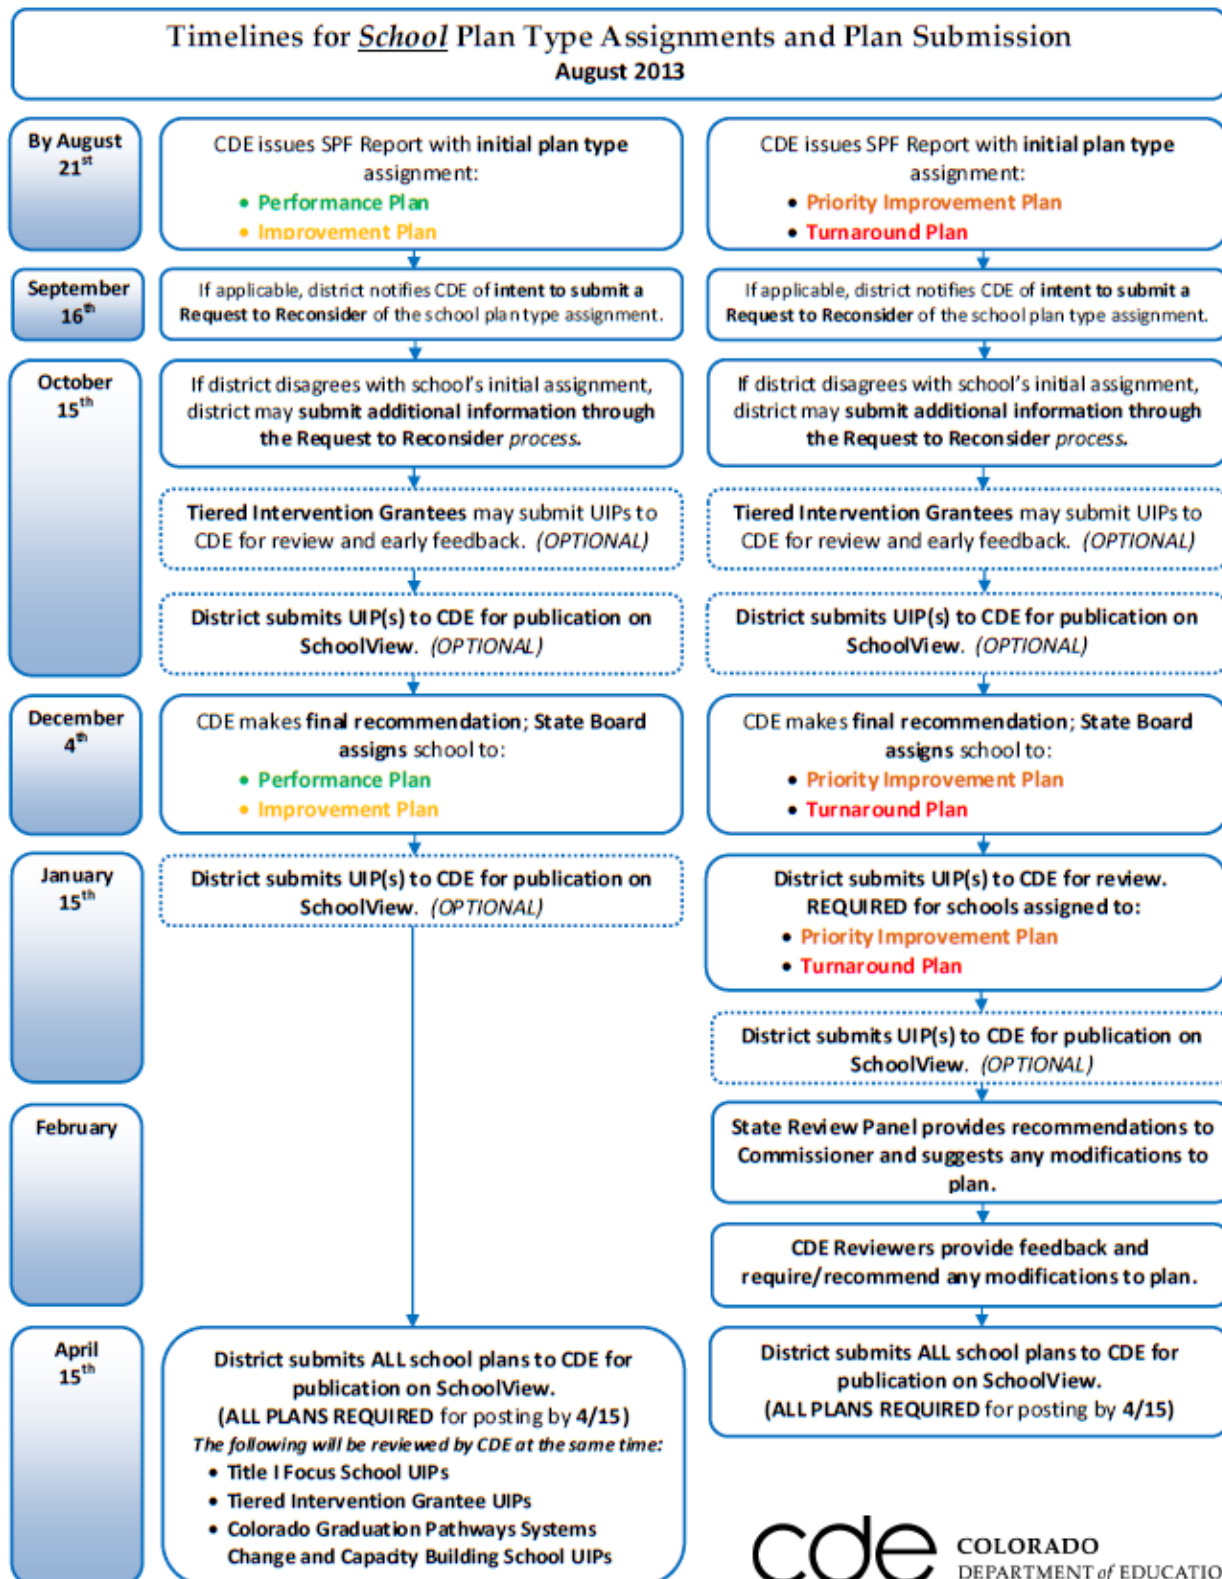 Timelines for School Plan Type Assignments and Plan Submission
August 2013
By August
21st
CDE issues SPF Report with initial plan type
assignment:
• Performance Plan
• Improvement Plan
CDE issues SPF Report with initial plan type
assignment:
• Priority Improvement Plan
• Turnaround Plan
September
16th
If applicable, district notifies CDE of intent to submit a
Request to Reconsider of the school plan type assignment.
If applicable, district notifies CDE of intent to submit a
Request to Reconsider of the school plan type assignment.
October
15th
If district disagrees with school's initial assignment,
district may submit additional information through
the Request to Reconsider process.
If district disagrees with school's initial assignment,
district may submit additional information through
the Request to Reconsider process.
Tiered Intervention Grantees may submit UIPs to
CDE for review and early feedback. (OPTIONAL)
Tiered Intervention Grantees may submit UIPs to
CDE for review and early feedback. (OPTIONAL)
District submits UIP(s) to CDE for publication on
SchoolView. (OPTIONAL)
District submits UIP(s) to CDE for publication on
SchoolView. (OPTIONAL)
December
4th
CDE makes final recommendation; State Board
assigns school to:
• Performance Plan
• Improvement Plan
CDE makes final recommendation; State Board
assigns school to:
• Priority Improvement Plan
• Turnaround Plan
January
15th
District submits UIP(s) to CDE for publication on
SchoolView. (OPTIONAL)
District submits UIP(s) to CDE for review.
REQUIRED for schools assigned to:
• Priority Improvement Plan
• Turnaround Plan
District submits UIP(s) to CDE for publication on
SchoolView. (OPTIONAL)
February
State Review Panel provides recommendations to
Commissioner and suggests any modifications to
plan.
CDE Reviewers provide feedback and
require/recommend any modifications to plan.
April
15th
District submits ALL school plans to CDE for
publication on SchoolView.
(ALL PLANS REQUIRED for posting by 4/15)
The following will be reviewed by CDE at the same time:
• Title I Focus School UIPs
• Tiered Intervention Grantee UIPs
• Colorado Graduation Pathways Systems
Change and Capacity Building School UIPs
District submits ALL school plans to CDE for
publication on SchoolView.
(ALL PLANS REQUIRED for posting by 4/15)
cde
COLORADO
DEPARTMENT of EDUCATIO